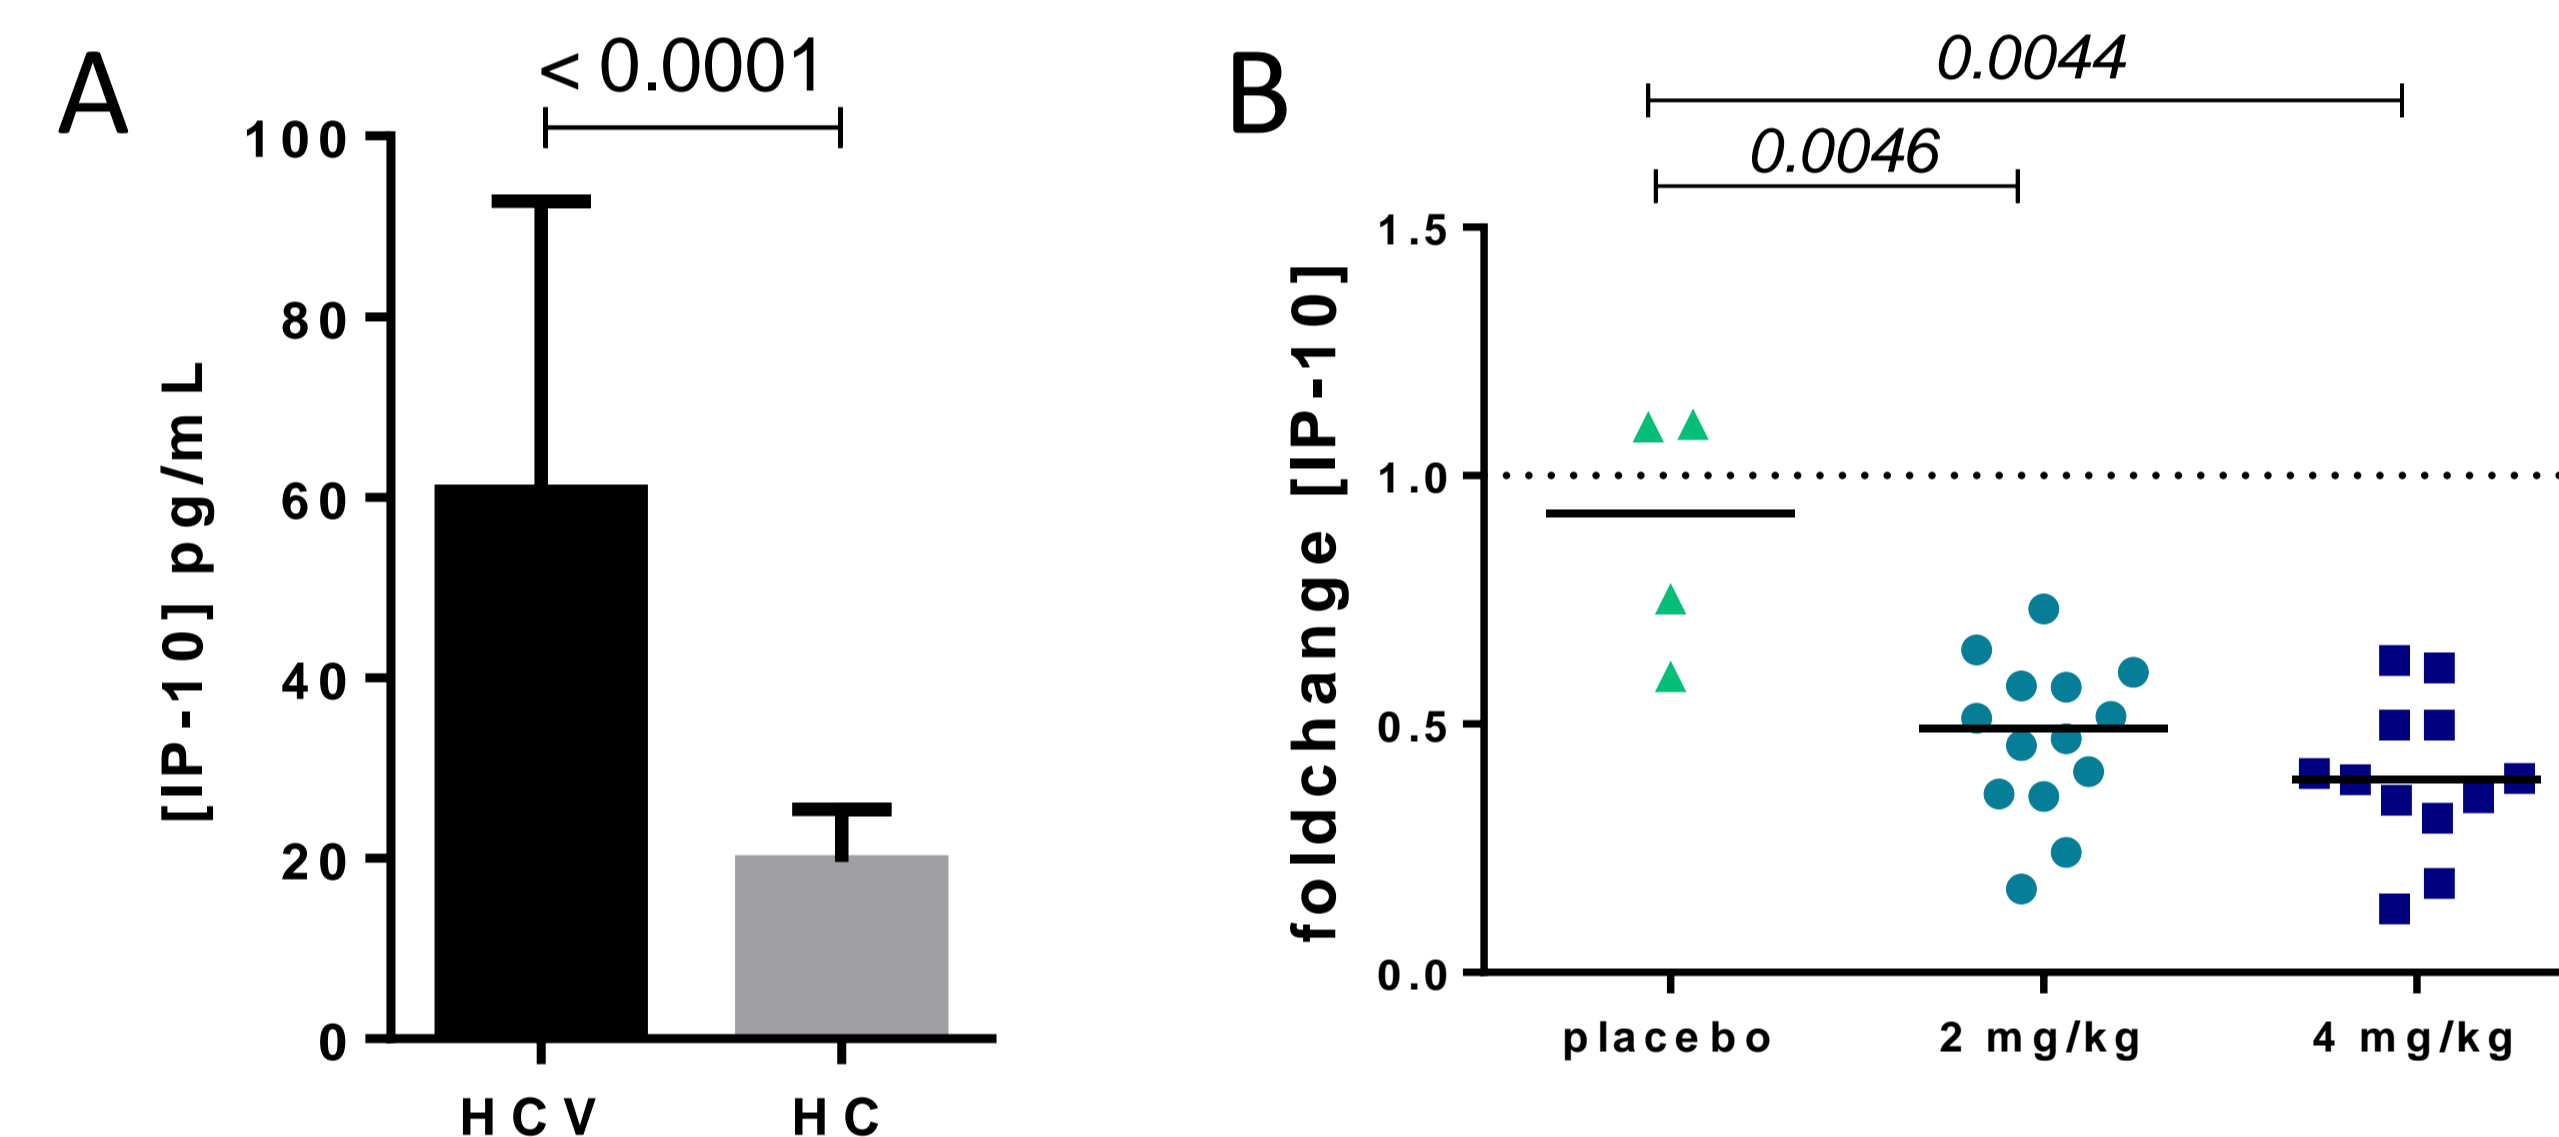 A
< 0.0001
100
80
60
40
20
0
[IP-10] pg/mL
HCV
HC
B
0.0044
0.0046
1.5
1.0
0.5
0.0
foldchange [IP-10]
placebo
2 mg/kg
4 mg/kg